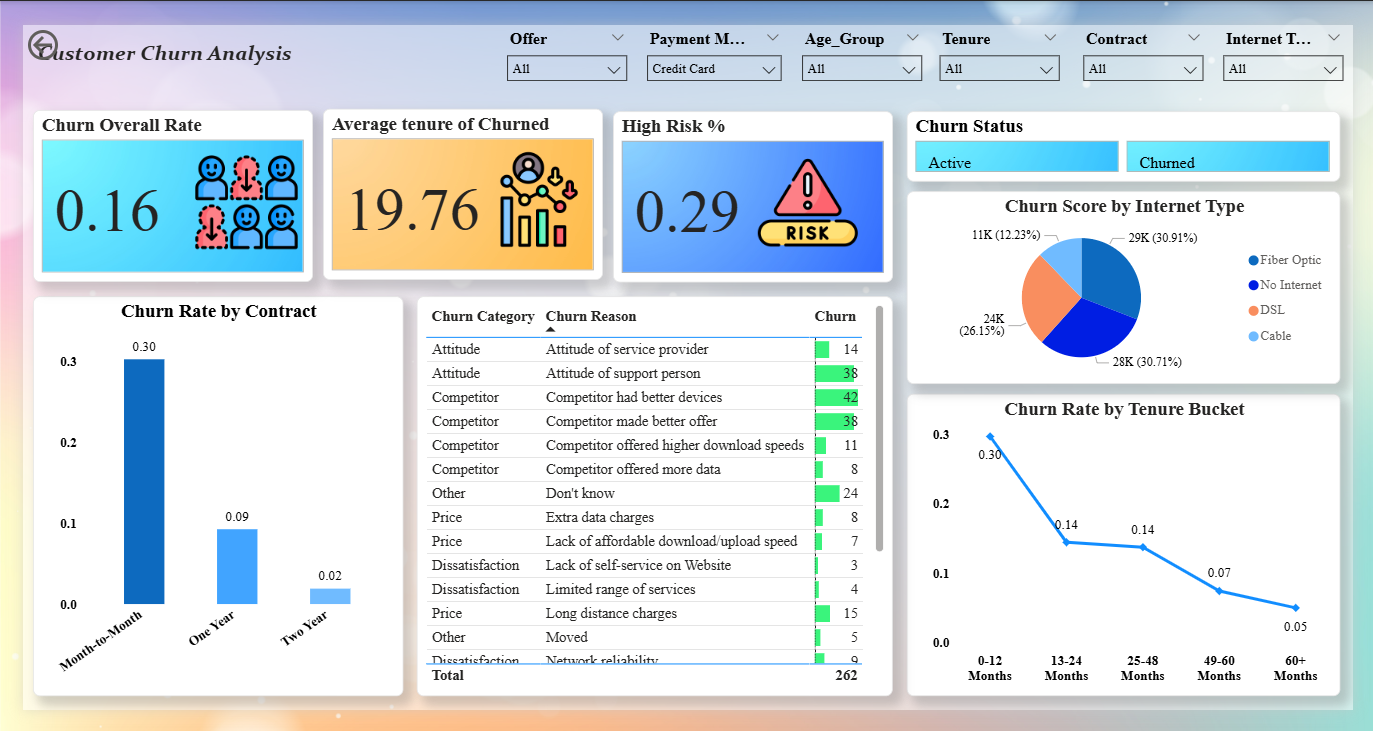 Customer Churn Analysis
Offer
Payment M...
Age_Group
Tenure
Contract
Internet T...
All
Credit Card
All
All
All
All
Churn Overall Rate
0.16
Average tenure of Churned
19.76
High Risk %
0.29
RISK
Churn Status
Active
Churned
Churn Score by Internet Type
11K (12.23%)
29K (30.91%)
24K
(26.15%)
28K (30.71%)
Fiber Optic
No Internet
DSL
Cable
Churn Rate by Contract
0.3
0.2
0.1
0.0
0.30
0.09
0.02
Month-to-Month
One Year
Two Year
Churn Category Churn Reason Churn
Attitude Attitude of service provider 14
Attitude Attitude of support person 38
Competitor Competitor had better devices 42
Competitor Competitor made better offer 38
Competitor Competitor offered higher download speeds 11
Competitor Competitor offered more data 8
Other Don't know 24
Price Extra data charges 8
Price Lack of affordable download/upload speed 7
Dissatisfaction Lack of self-service on Website 3
Dissatisfaction Limited range of services 4
Price Long distance charges 15
Other Moved 5
Dissatisfaction Network reliability 9
Total 262
Churn Rate by Tenure Bucket
0.3
0.2
0.1
0.0
0.30
0.14
0.14
0.07
0.05
0-12
Months
13-24
Months
25-48
Months
49-60
Months
60+
Months